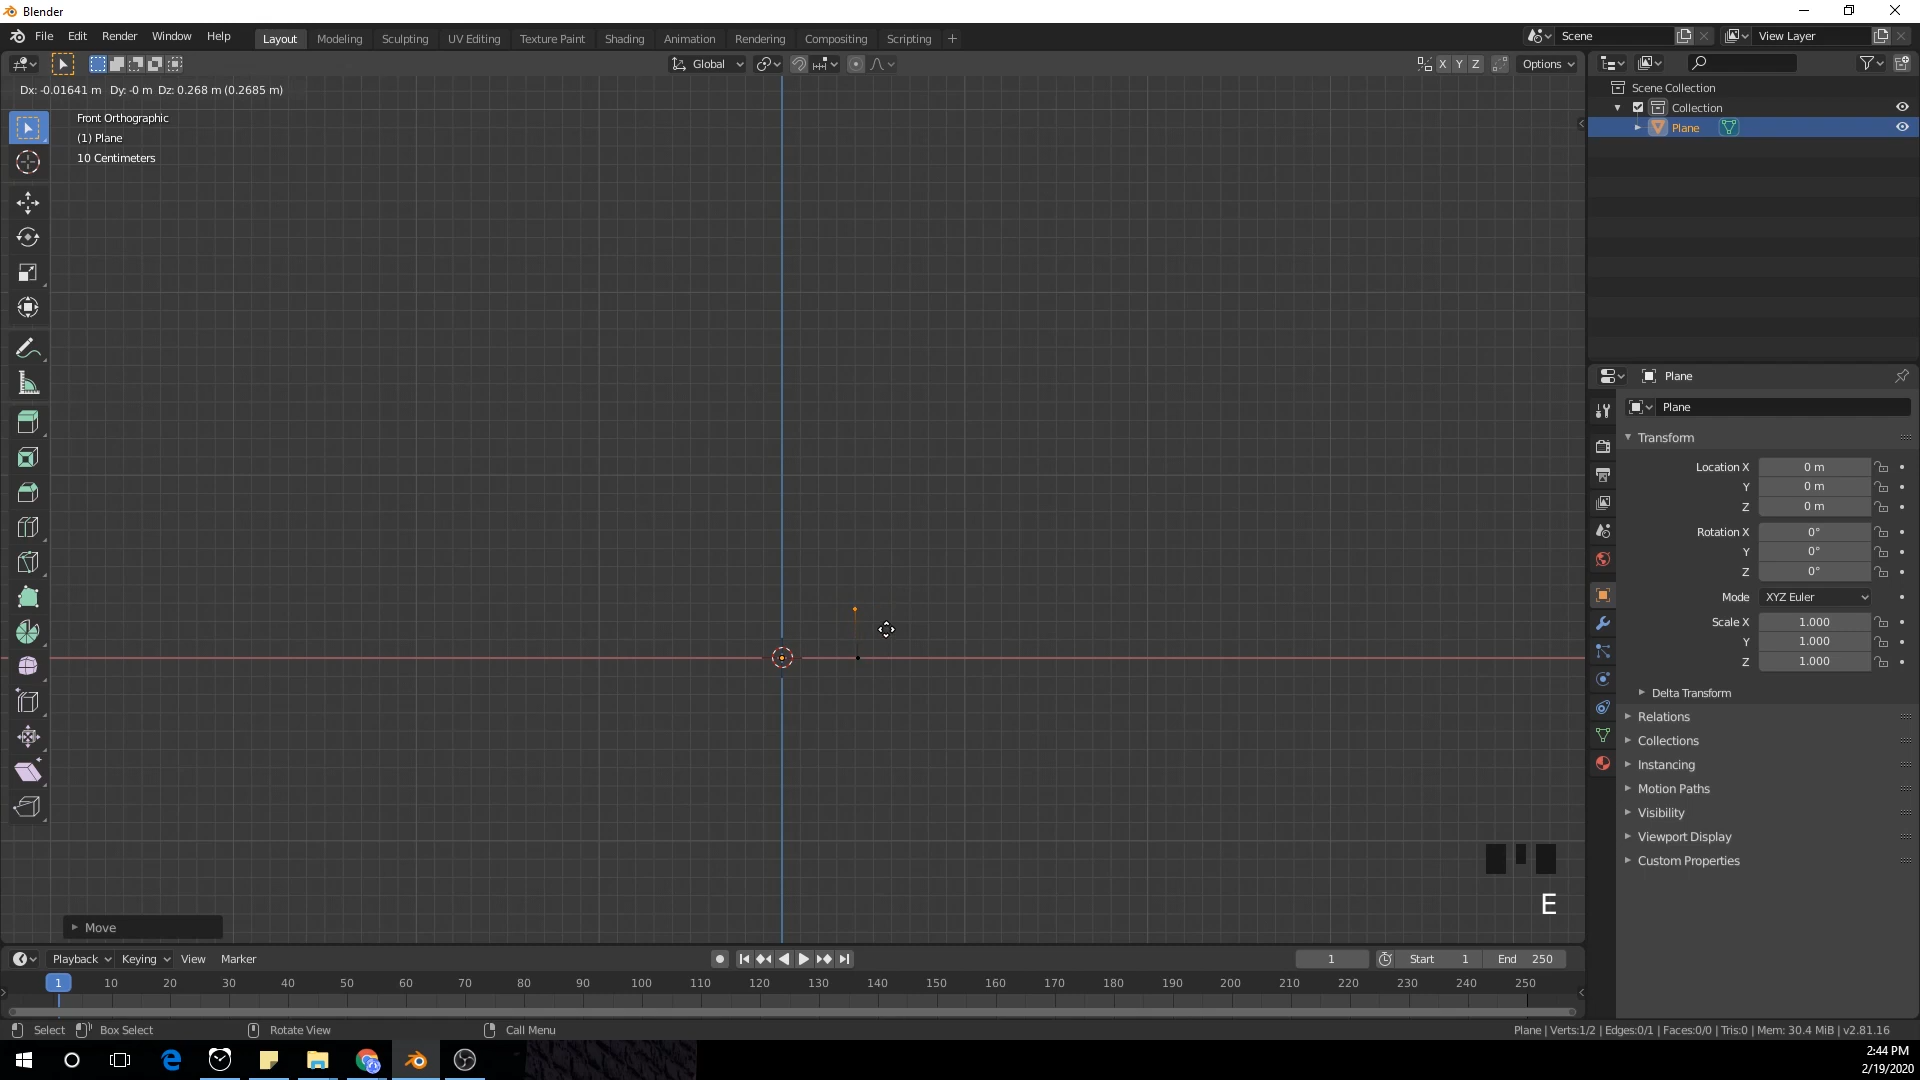 Blender
File Edit Render Window Help
Layout Modeling Sculpting UV Editing Texture Paint Shading Animation Rendering Compositing Scripting
Scene
View Layer
Global
X Y Z
Options
Dx: -0.01641 m Dy: -0 m Dz: 0.268 m (0.2685 m)
Front Orthographic
(1) Plane
10 Centimeters
Scene Collection
Collection
Plane
Plane
Plane
Transform
Location X 0 m
Y 0 m
Z 0 m
Rotation X 0°
Y 0°
Z 0°
Mode XYZ Euler
Scale X 1.000
Y 1.000
Z 1.000
Delta Transform
Relations
Collections
Instancing
Motion Paths
Visibility
Viewport Display
Custom Properties
E
Move
Playback Keying View Marker
1
Start 1
End 250
1 10 20 30 40 50 60 70 80 90 100 110 120 130 140 150 160 170 180 190 200 210 220 230 240 250
Select Box Select Rotate View Call Menu
Plane | Verts:1/2 | Edges:0/1 | Faces:0/0 | Tris:0 | Mem: 30.4 MiB | v2.81.16
2:44 PM
2/19/2020